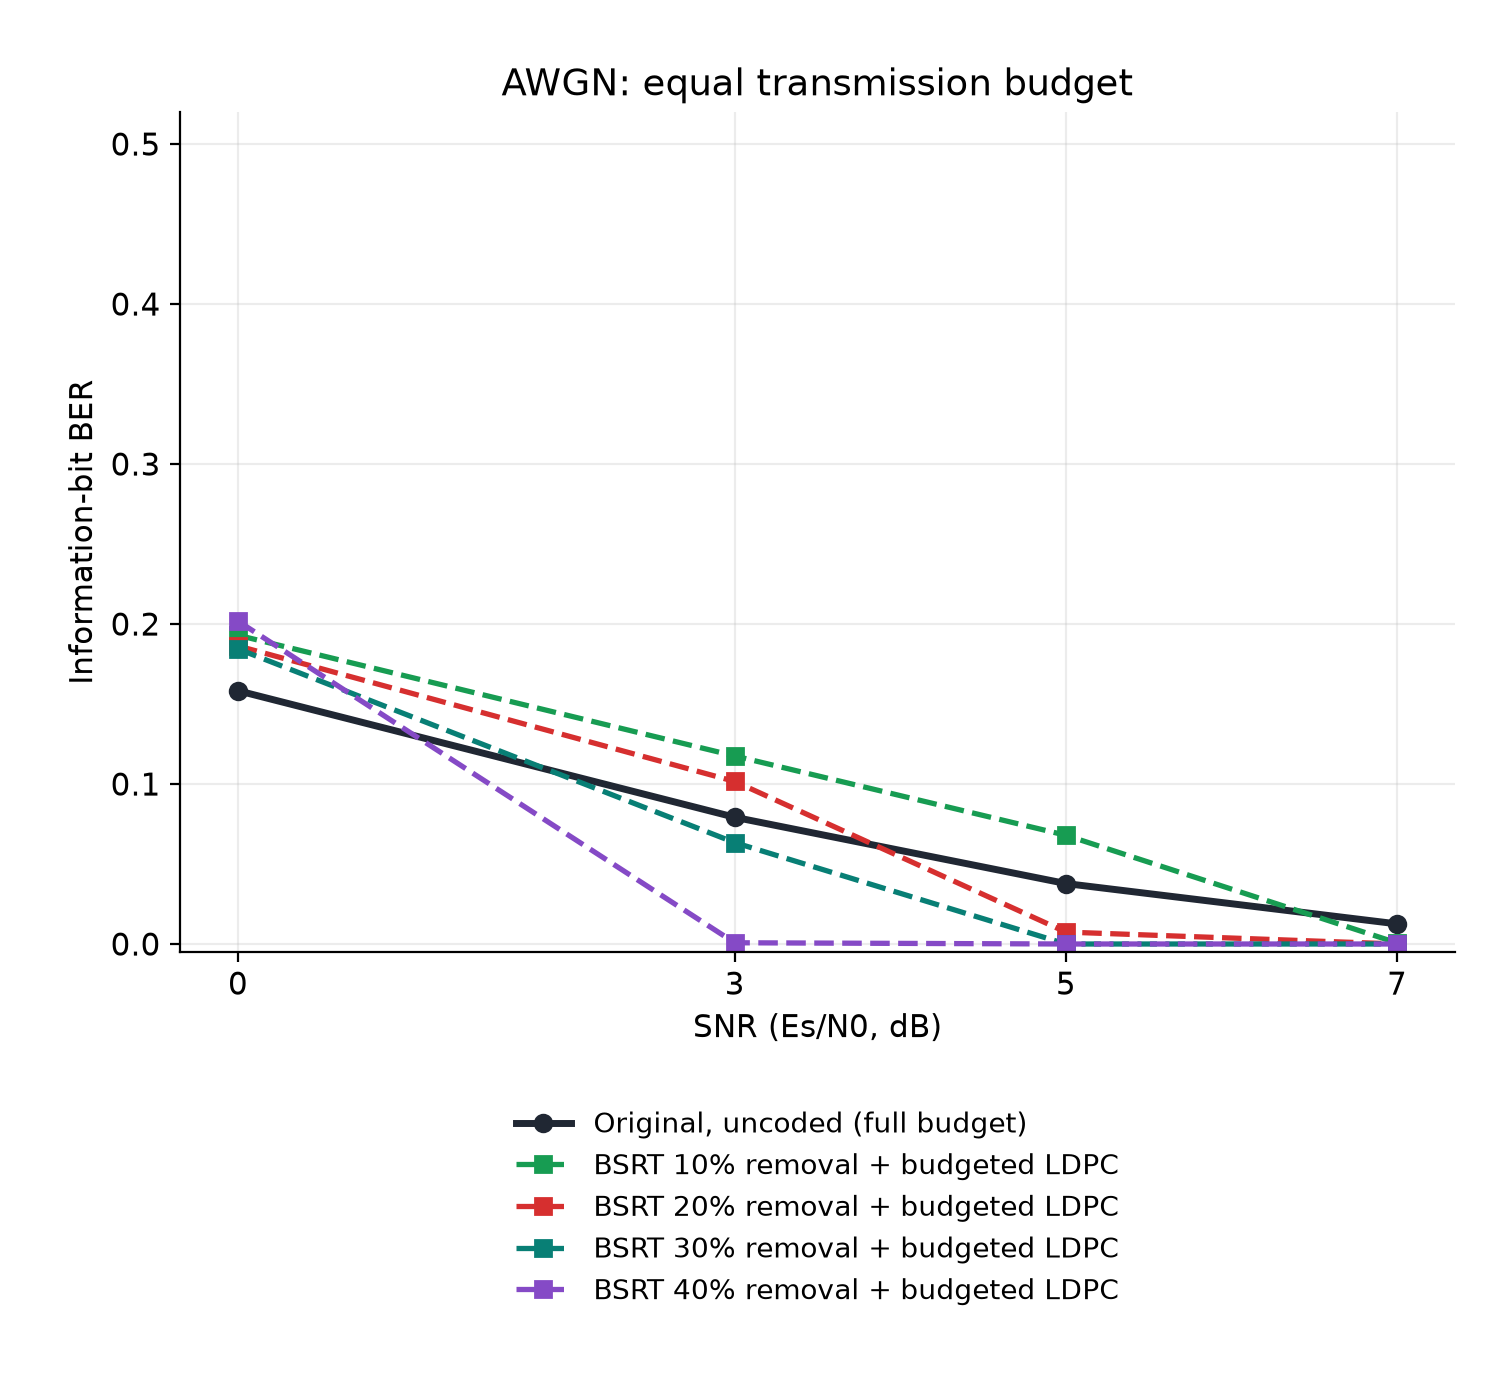 AWGN: equal transmission budget
Information-bit BER
0.5
0.4
0.3
0.2
0.1
0.0
0 3 5 7
SNR (Es/N0, dB)
Original, uncoded (full budget)
BSRT 10% removal + budgeted LDPC
BSRT 20% removal + budgeted LDPC
BSRT 30% removal + budgeted LDPC
BSRT 40% removal + budgeted LDPC